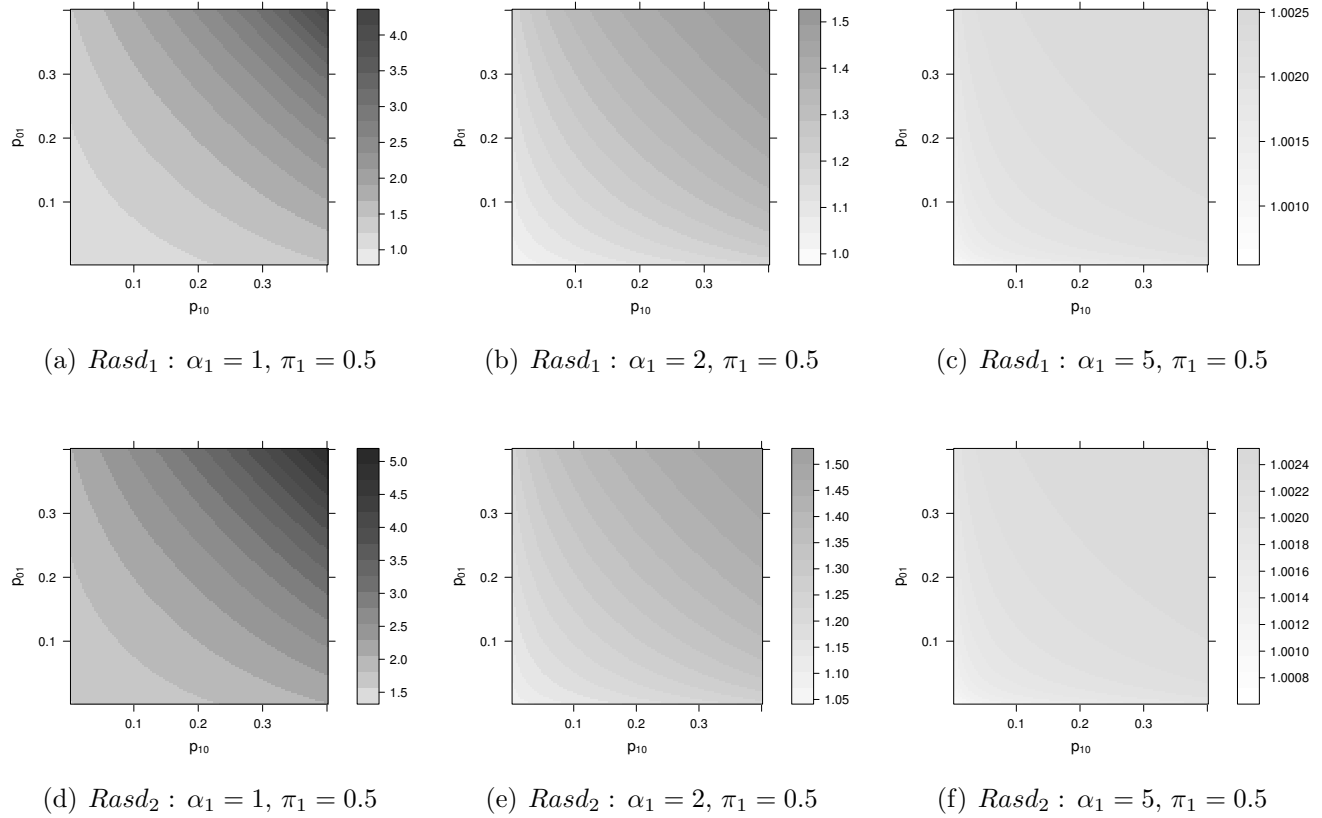 4.0
3.5
3.0
2.5
2.0
1.5
1.0
0.3
0.2
0.1
p₀₁
0.1 0.2 0.3
p₁₀
(a) Rasd₁ : α₁ = 1, π₁ = 0.5
1.5
1.4
1.3
1.2
1.1
1.0
0.3
0.2
0.1
p₀₁
0.1 0.2 0.3
p₁₀
(b) Rasd₁ : α₁ = 2, π₁ = 0.5
1.0025
1.0020
1.0015
1.0010
0.3
0.2
0.1
p₀₁
0.1 0.2 0.3
p₁₀
(c) Rasd₁ : α₁ = 5, π₁ = 0.5
5.0
4.5
4.0
3.5
3.0
2.5
2.0
1.5
0.3
0.2
0.1
p₀₁
0.1 0.2 0.3
p₁₀
(d) Rasd₂ : α₁ = 1, π₁ = 0.5
1.50
1.45
1.40
1.35
1.30
1.25
1.20
1.15
1.10
1.05
0.3
0.2
0.1
p₀₁
0.1 0.2 0.3
p₁₀
(e) Rasd₂ : α₁ = 2, π₁ = 0.5
1.0024
1.0022
1.0020
1.0018
1.0016
1.0014
1.0012
1.0010
1.0008
0.3
0.2
0.1
p₀₁
0.1 0.2 0.3
p₁₀
(f) Rasd₂ : α₁ = 5, π₁ = 0.5